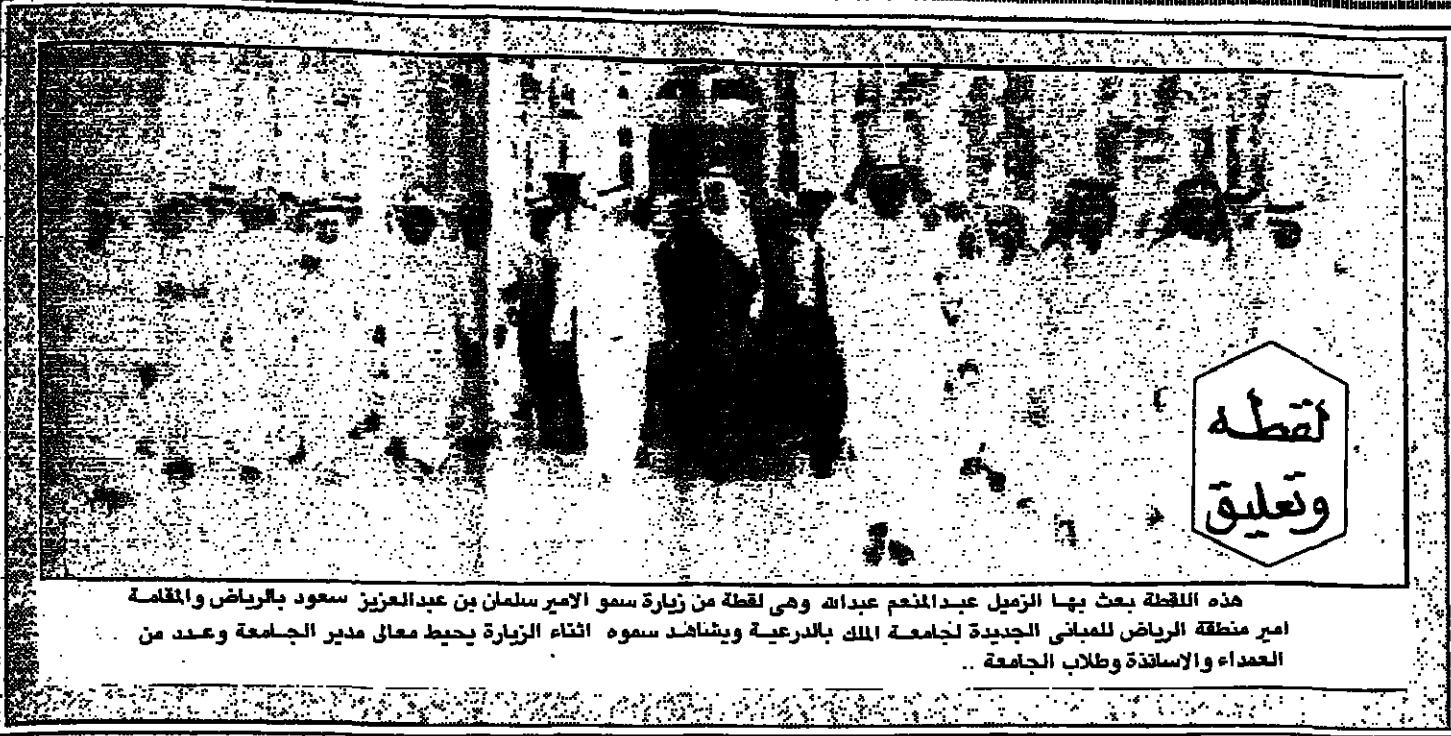 لقطه
وتعليق
هذه اللقطة بعث بها الزميل عبدالمنعم عبدالله وهى لقطة من زيارة سمو الامير سلمان بن عبدالعزيز سعود بالرياض والمقامة
امير منطقة الرياض للمبانى الجديدة لجامعة الملك بالدرعية ويشاهد سموه اثناء الزيارة يحيط معالى مدير الجامعة وعدد من
العمداء والاساتذة وطلاب الجامعة ..